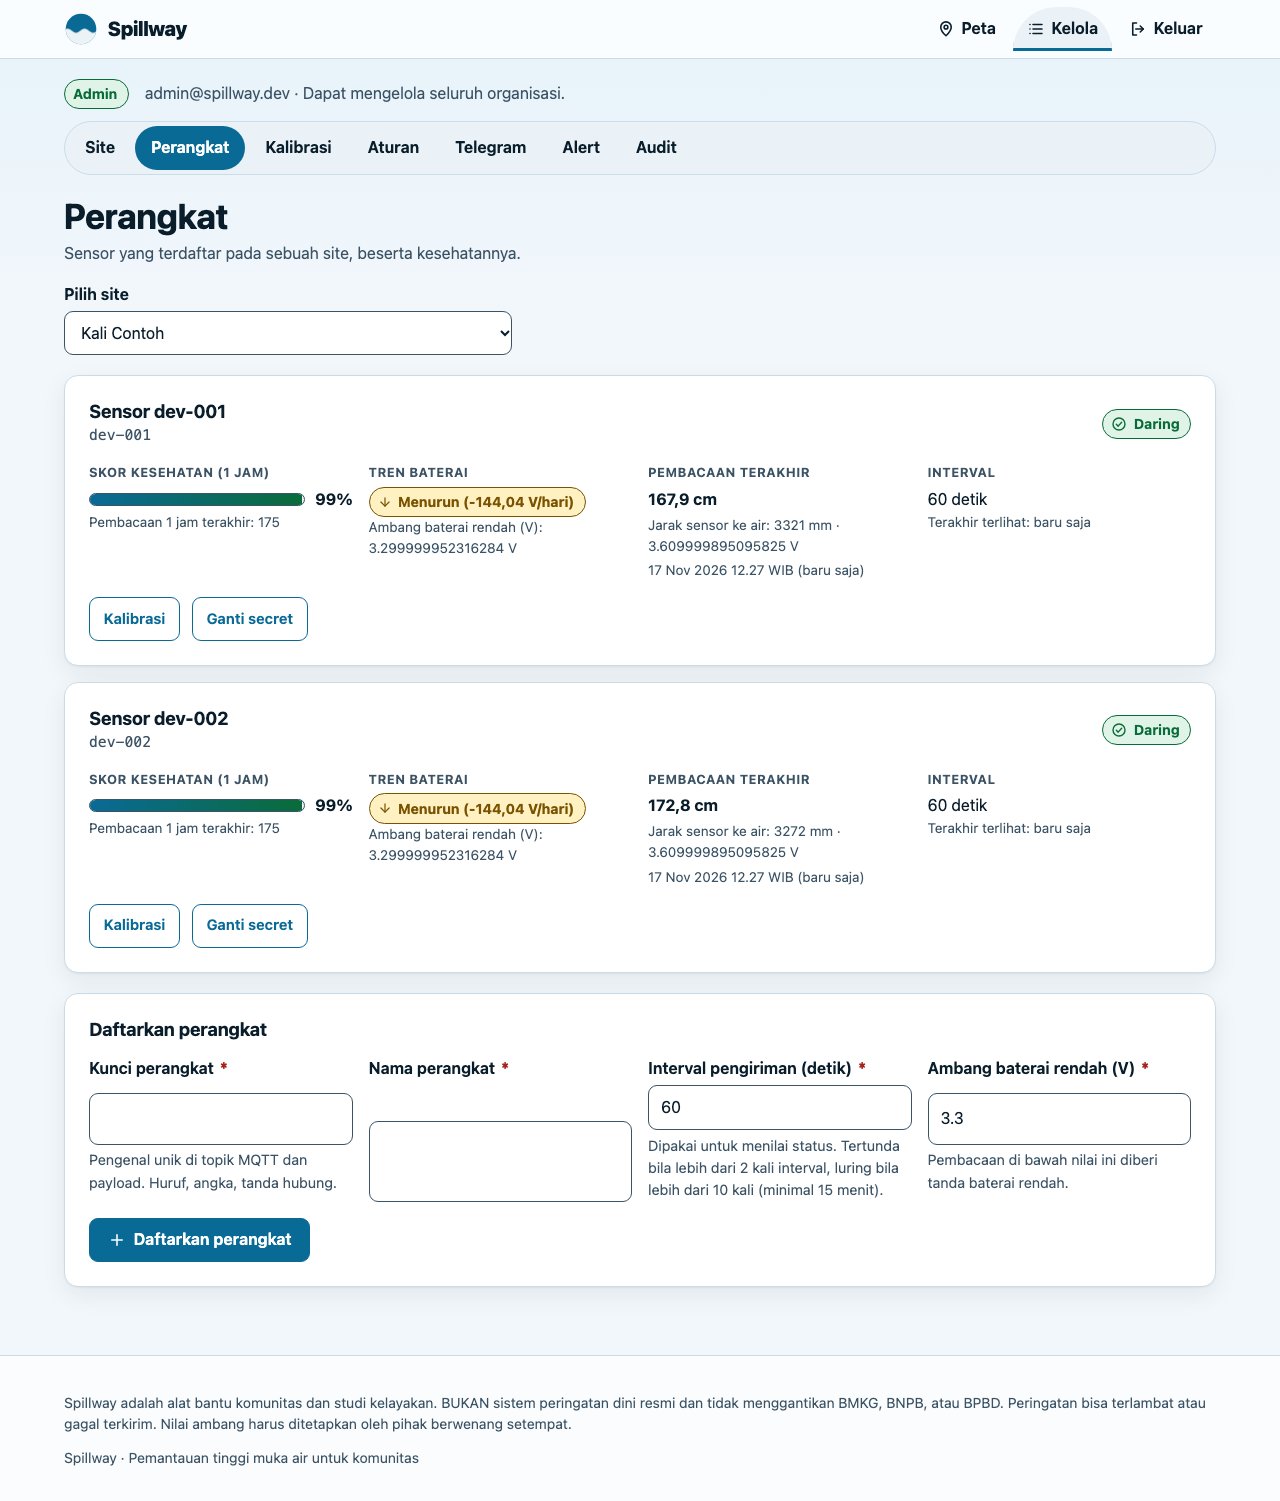 Spillway
Peta
Kelola
Keluar
Admin
admin@spillway.dev · Dapat mengelola seluruh organisasi.
Site
Perangkat
Kalibrasi
Aturan
Telegram
Alert
Audit
Perangkat
Sensor yang terdaftar pada sebuah site, beserta kesehatannya.
Pilih site
Kali Contoh
Sensor dev-001
dev-001
Daring
SKOR KESEHATAN (1 JAM)
99%
Pembacaan 1 jam terakhir: 175
TREN BATERAI
Menurun (-144,04 V/hari)
Ambang baterai rendah (V):
3.299999952316284 V
PEMBACAAN TERAKHIR
167,9 cm
Jarak sensor ke air: 3321 mm ·
3.609999895095825 V
17 Nov 2026 12.27 WIB (baru saja)
INTERVAL
60 detik
Terakhir terlihat: baru saja
Kalibrasi
Ganti secret
Sensor dev-002
dev-002
Daring
SKOR KESEHATAN (1 JAM)
99%
Pembacaan 1 jam terakhir: 175
TREN BATERAI
Menurun (-144,04 V/hari)
Ambang baterai rendah (V):
3.299999952316284 V
PEMBACAAN TERAKHIR
172,8 cm
Jarak sensor ke air: 3272 mm ·
3.609999895095825 V
17 Nov 2026 12.27 WIB (baru saja)
INTERVAL
60 detik
Terakhir terlihat: baru saja
Kalibrasi
Ganti secret
Daftarkan perangkat
Kunci perangkat *
Pengenal unik di topik MQTT dan
payload. Huruf, angka, tanda hubung.
Nama perangkat *
Interval pengiriman (detik) *
60
Dipakai untuk menilai status. Tertunda
bila lebih dari 2 kali interval, luring bila
lebih dari 10 kali (minimal 15 menit).
Ambang baterai rendah (V) *
3.3
Pembacaan di bawah nilai ini diberi
tanda baterai rendah.
+ Daftarkan perangkat
Spillway adalah alat bantu komunitas dan studi kelayakan. BUKAN sistem peringatan dini resmi dan tidak menggantikan BMKG, BNPB, atau BPBD. Peringatan bisa terlambat atau
gagal terkirim. Nilai ambang harus ditetapkan oleh pihak berwenang setempat.
Spillway · Pemantauan tinggi muka air untuk komunitas